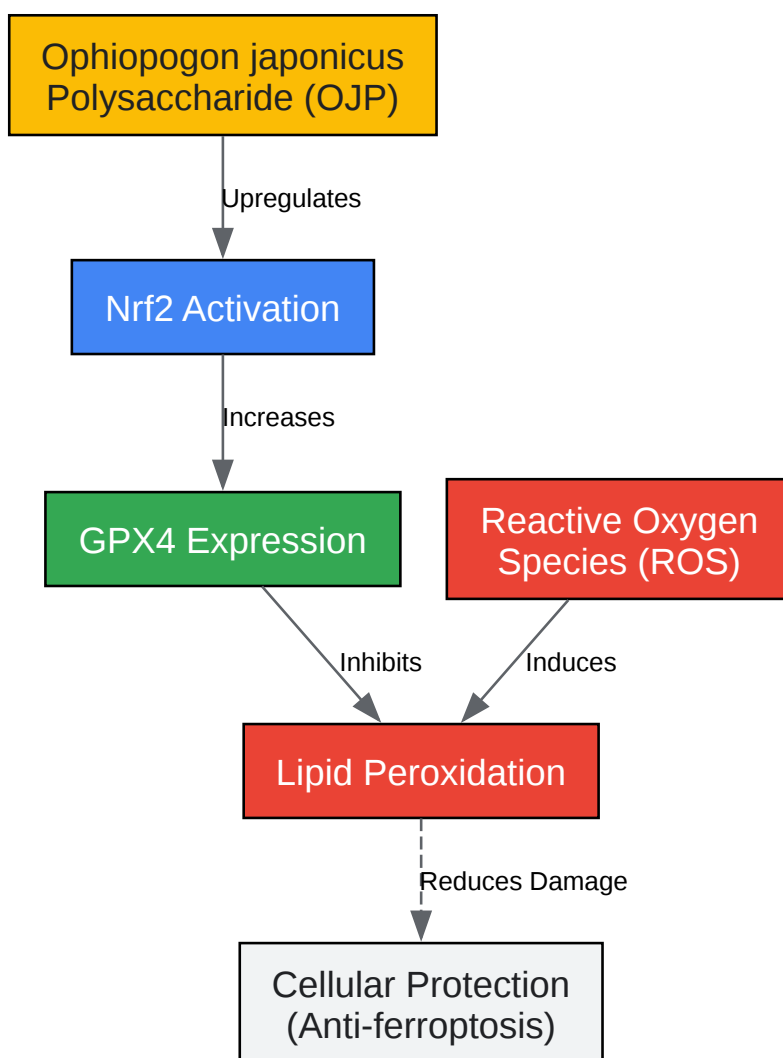 Ophiopogon japonicus
Polysaccharide (OJP)
Upregulates
Nrf2 Activation
Increases
GPX4 Expression
Reactive Oxygen
Species (ROS)
Inhibits
Induces
Lipid Peroxidation
Reduces Damage
Cellular Protection
(Anti-ferroptosis)